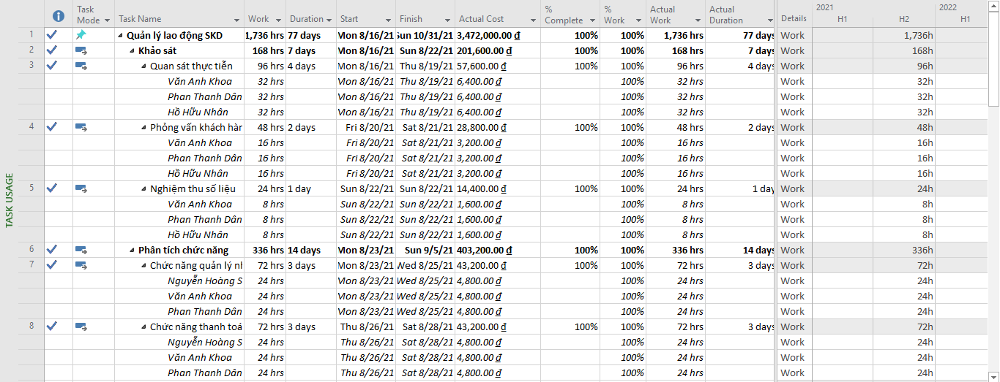 2021 2022
Task Mode Task Name Work Duration Start Finish Actual Cost % Complete % Work Actual Work Actual Duration Details H1 H2 H1
1 Quản lý lao động SKD 1,736 hrs 77 days Mon 8/16/21 Sun 10/31/21 3,472,000.00 ₫ 100% 100% 1,736 hrs 77 days Work 1,736h
2 Khảo sát 168 hrs 7 days Mon 8/16/21 Sun 8/22/21 201,600.00 ₫ 100% 100% 168 hrs 7 days Work 168h
3 Quan sát thực tiễn 96 hrs 4 days Mon 8/16/21 Thu 8/19/21 57,600.00 ₫ 100% 100% 96 hrs 4 days Work 96h
Văn Anh Khoa 32 hrs Mon 8/16/21 Thu 8/19/21 6,400.00 ₫ 100% 32 hrs Work 32h
Phan Thanh Dân 32 hrs Mon 8/16/21 Thu 8/19/21 6,400.00 ₫ 100% 32 hrs Work 32h
Hồ Hữu Nhân 32 hrs Mon 8/16/21 Thu 8/19/21 6,400.00 ₫ 100% 32 hrs Work 32h
4 Phỏng vấn khách hàn 48 hrs 2 days Fri 8/20/21 Sat 8/21/21 28,800.00 ₫ 100% 100% 48 hrs 2 days Work 48h
Văn Anh Khoa 16 hrs Fri 8/20/21 Sat 8/21/21 3,200.00 ₫ 100% 16 hrs Work 16h
Phan Thanh Dân 16 hrs Fri 8/20/21 Sat 8/21/21 3,200.00 ₫ 100% 16 hrs Work 16h
Hồ Hữu Nhân 16 hrs Fri 8/20/21 Sat 8/21/21 3,200.00 ₫ 100% 16 hrs Work 16h
5 Nghiệm thu số liệu 24 hrs 1 day Sun 8/22/21 Sun 8/22/21 14,400.00 ₫ 100% 100% 24 hrs 1 day Work 24h
Văn Anh Khoa 8 hrs Sun 8/22/21 Sun 8/22/21 1,600.00 ₫ 100% 8 hrs Work 8h
Phan Thanh Dân 8 hrs Sun 8/22/21 Sun 8/22/21 1,600.00 ₫ 100% 8 hrs Work 8h
Hồ Hữu Nhân 8 hrs Sun 8/22/21 Sun 8/22/21 1,600.00 ₫ 100% 8 hrs Work 8h
6 Phân tích chức năng 336 hrs 14 days Mon 8/23/21 Sun 9/5/21 403,200.00 ₫ 100% 100% 336 hrs 14 days Work 336h
7 Chức năng quản lý nh 72 hrs 3 days Mon 8/23/21 Wed 8/25/21 43,200.00 ₫ 100% 100% 72 hrs 3 days Work 72h
Nguyễn Hoàng S 24 hrs Mon 8/23/21 Wed 8/25/21 4,800.00 ₫ 100% 24 hrs Work 24h
Văn Anh Khoa 24 hrs Mon 8/23/21 Wed 8/25/21 4,800.00 ₫ 100% 24 hrs Work 24h
Phan Thanh Dân 24 hrs Mon 8/23/21 Wed 8/25/21 4,800.00 ₫ 100% 24 hrs Work 24h
8 Chức năng thanh toá 72 hrs 3 days Thu 8/26/21 Sat 8/28/21 43,200.00 ₫ 100% 100% 72 hrs 3 days Work 72h
Nguyễn Hoàng S 24 hrs Thu 8/26/21 Sat 8/28/21 4,800.00 ₫ 100% 24 hrs Work 24h
Văn Anh Khoa 24 hrs Thu 8/26/21 Sat 8/28/21 4,800.00 ₫ 100% 24 hrs Work 24h
Phan Thanh Dân 24 hrs Thu 8/26/21 Sat 8/28/21 4,800.00 ₫ 100% 24 hrs Work 24h
TASK USAGE